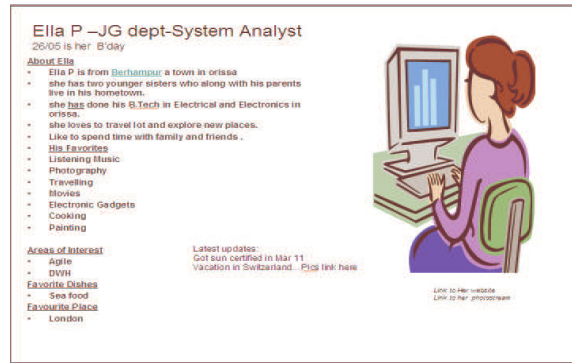 Ella P –JG dept-System Analyst
26/05 is her B'day
About Ella
• Ella P is from Berhampur a town in orissa
• she has two younger sisters who along with his parents
live in his hometown.
• she has done his B.Tech in Electrical and Electronics in
orissa.
• she loves to travel lot and explore new places.
• Like to spend time with family and friends .
• His Favorites
• Listening Music
• Photography
• Travelling
• Movies
• Electronic Gadgets
• Cooking
• Painting
Areas of Interest
• Agile
• DWH
Favorite Dishes
• Sea food
Favourite Place
• London
Latest updates:
Got sun certified in Mar 11
Vacation in Switzerland...Pics link here
Link to Her website
Link to her photostream